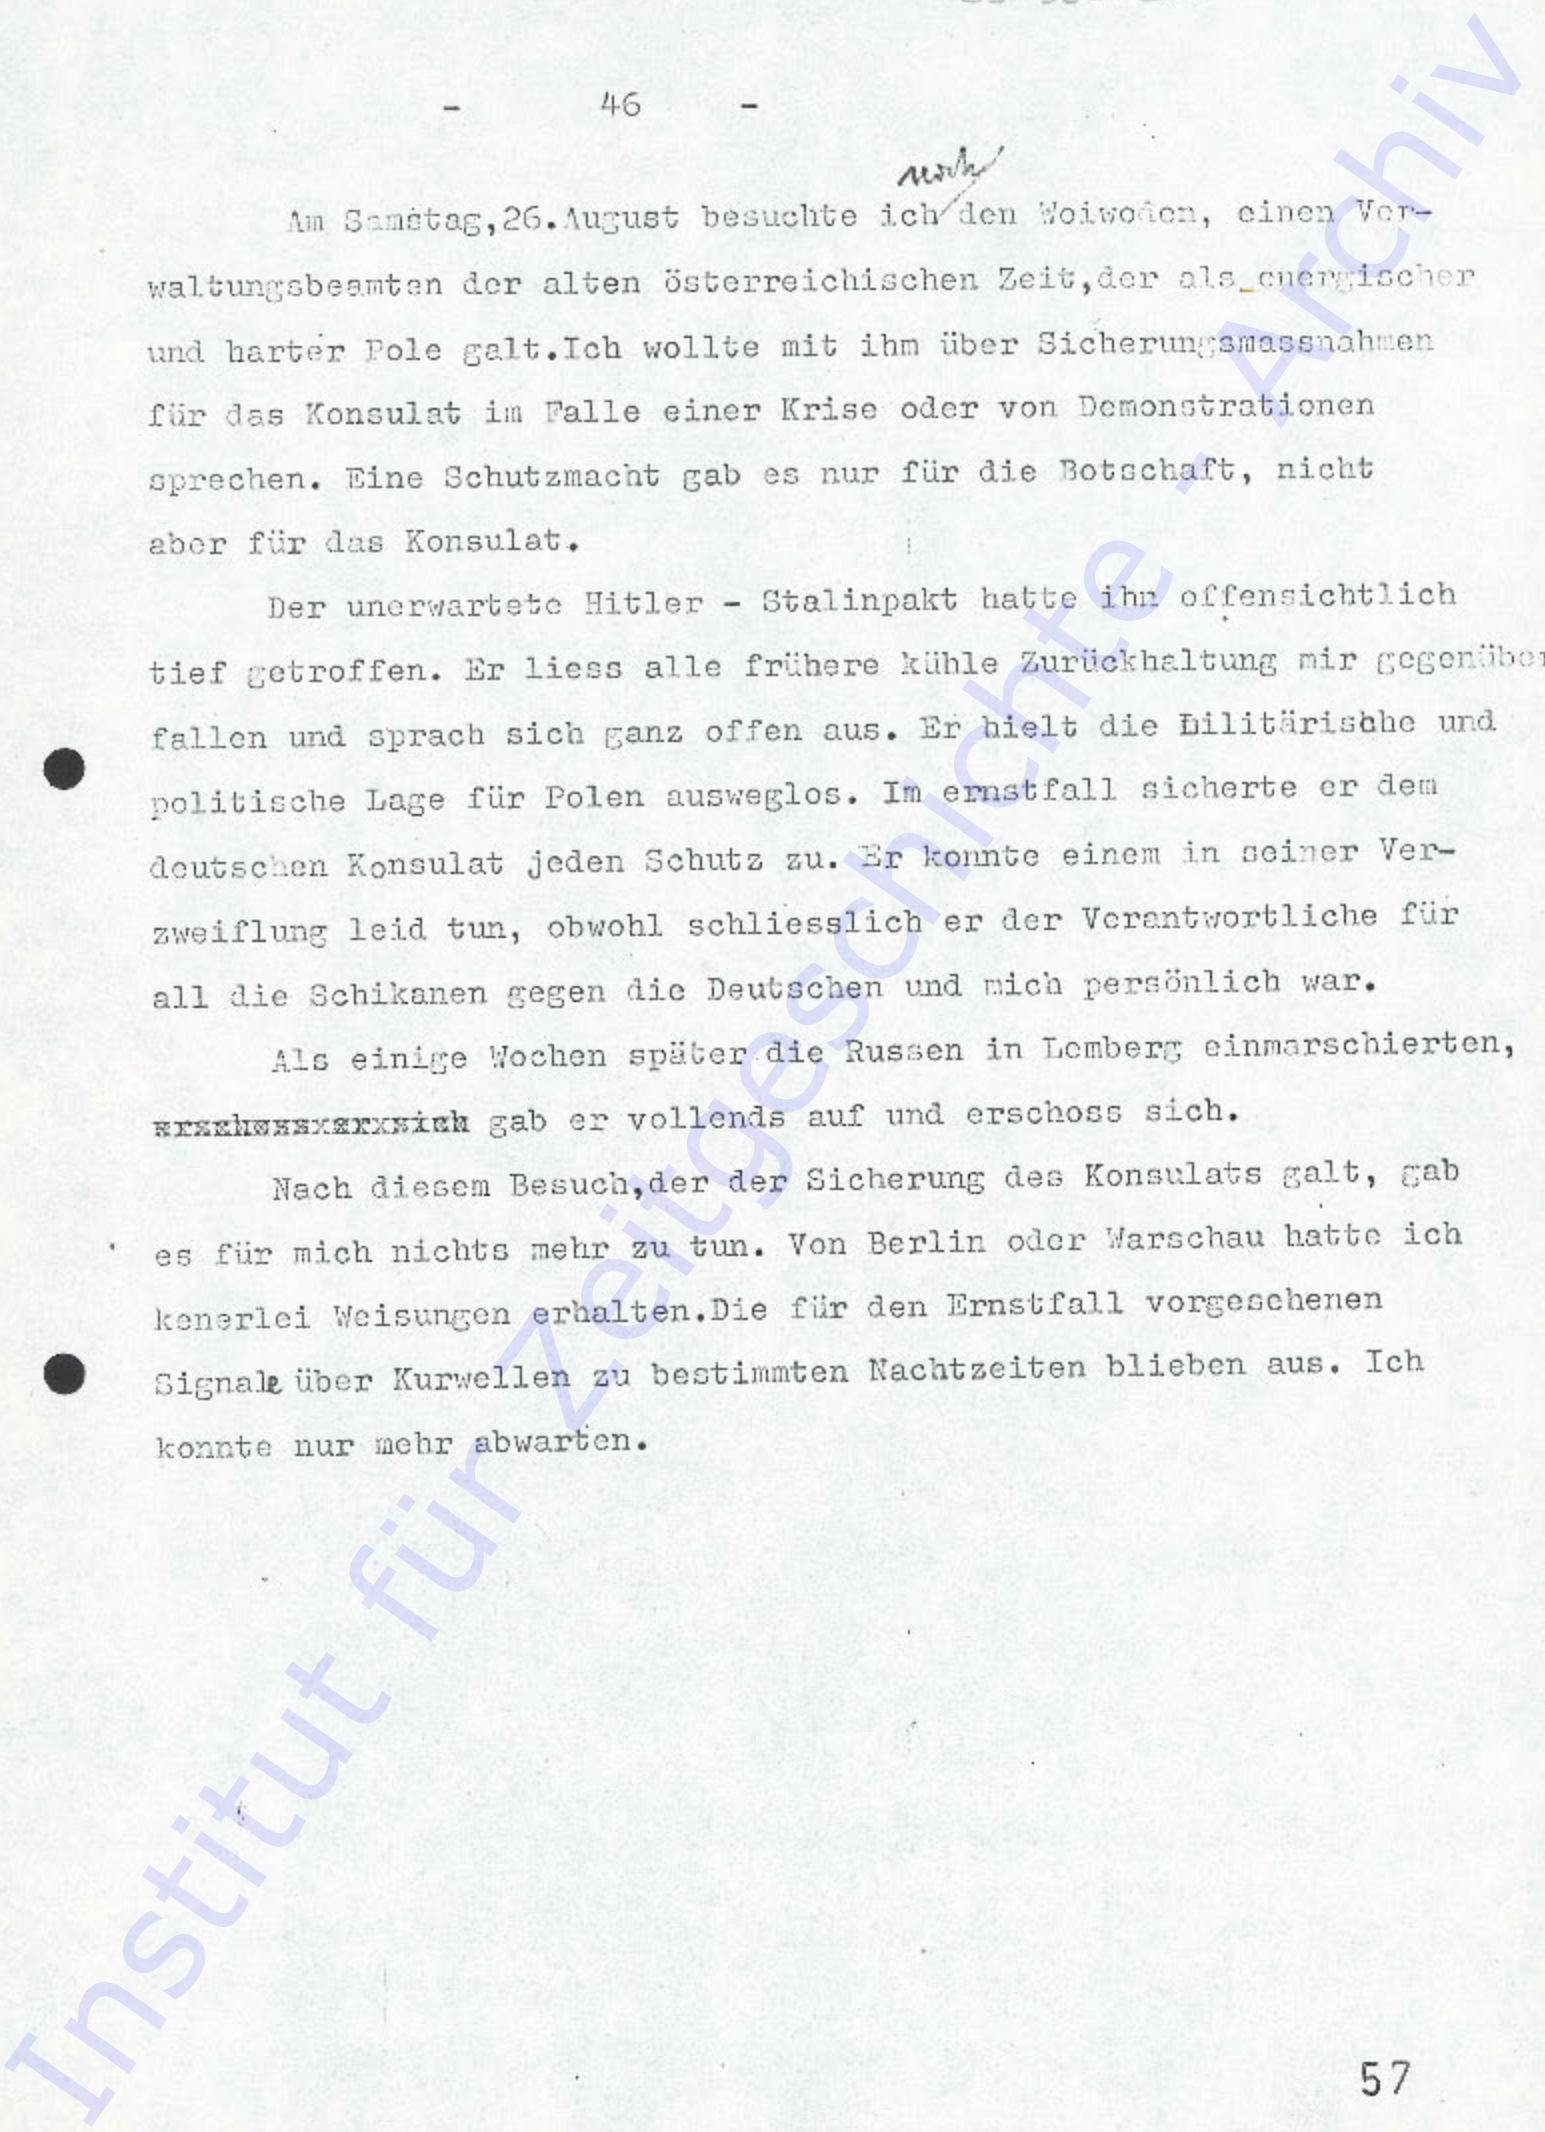 - 46 -
noch
Am Samstag,26.August besuchte ich den Woiwoden, einen Ver-
waltungsbeamten der alten österreichischen Zeit,der als energischer
und harter Pole galt.Ich wollte mit ihm über Sicherungsmassnahmen
für das Konsulat im Falle einer Krise oder von Demonstrationen
sprechen. Eine Schutzmacht gab es nur für die Botschaft, nicht
aber für das Konsulat.
Der unerwartete Hitler - Stalinpakt hatte ihn offensichtlich
tief getroffen. Er liess alle frühere kühle Zurückhaltung mir gegenüber
fallen und sprach sich ganz offen aus. Er hielt die militärische und
politische Lage für Polen ausweglos. Im ernstfall sicherte er dem
deutschen Konsulat jeden Schutz zu. Er konnte einem in seiner Ver-
zweiflung leid tun, obwohl schliesslich er der Verantwortliche für
all die Schikanen gegen die Deutschen und mich persönlich war.
Als einige Wochen später die Russen in Lemberg einmarschierten,
gab er vollends auf und erschoss sich.
Nach diesem Besuch,der der Sicherung des Konsulats galt, gab
es für mich nichts mehr zu tun. Von Berlin oder Warschau hatte ich
kenerlei Weisungen erhalten.Die für den Ernstfall vorgesehenen
Signale über Kurwellen zu bestimmten Nachtzeiten blieben aus. Ich
konnte nur mehr abwarten.
57
Institut für Zeitgeschichte - Archiv